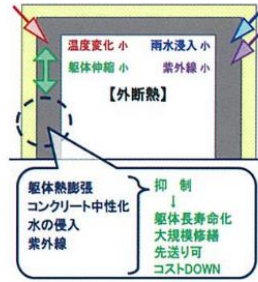 温度変化 小 雨水浸入 小
躯体伸縮 小 紫外線 小
【外断熱】
躯体熱膨張
コンクリート中性化
水の侵入
紫外線
抑 制
↓
躯体長寿命化
大規模修繕
先送り可
コストDOWN